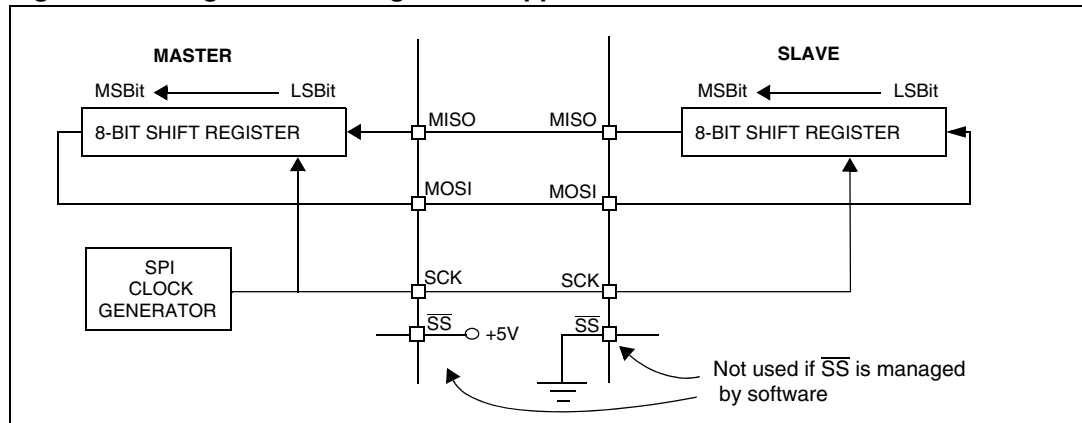 MASTER
MSBit
LSBit
8-BIT SHIFT REGISTER
SPI
CLOCK
GENERATOR
MISO
MISO
MOSI
MOSI
SCK
SCK
SS
+5V
SS
SLAVE
MSBit
LSBit
8-BIT SHIFT REGISTER
Not used if SS is managed
by software